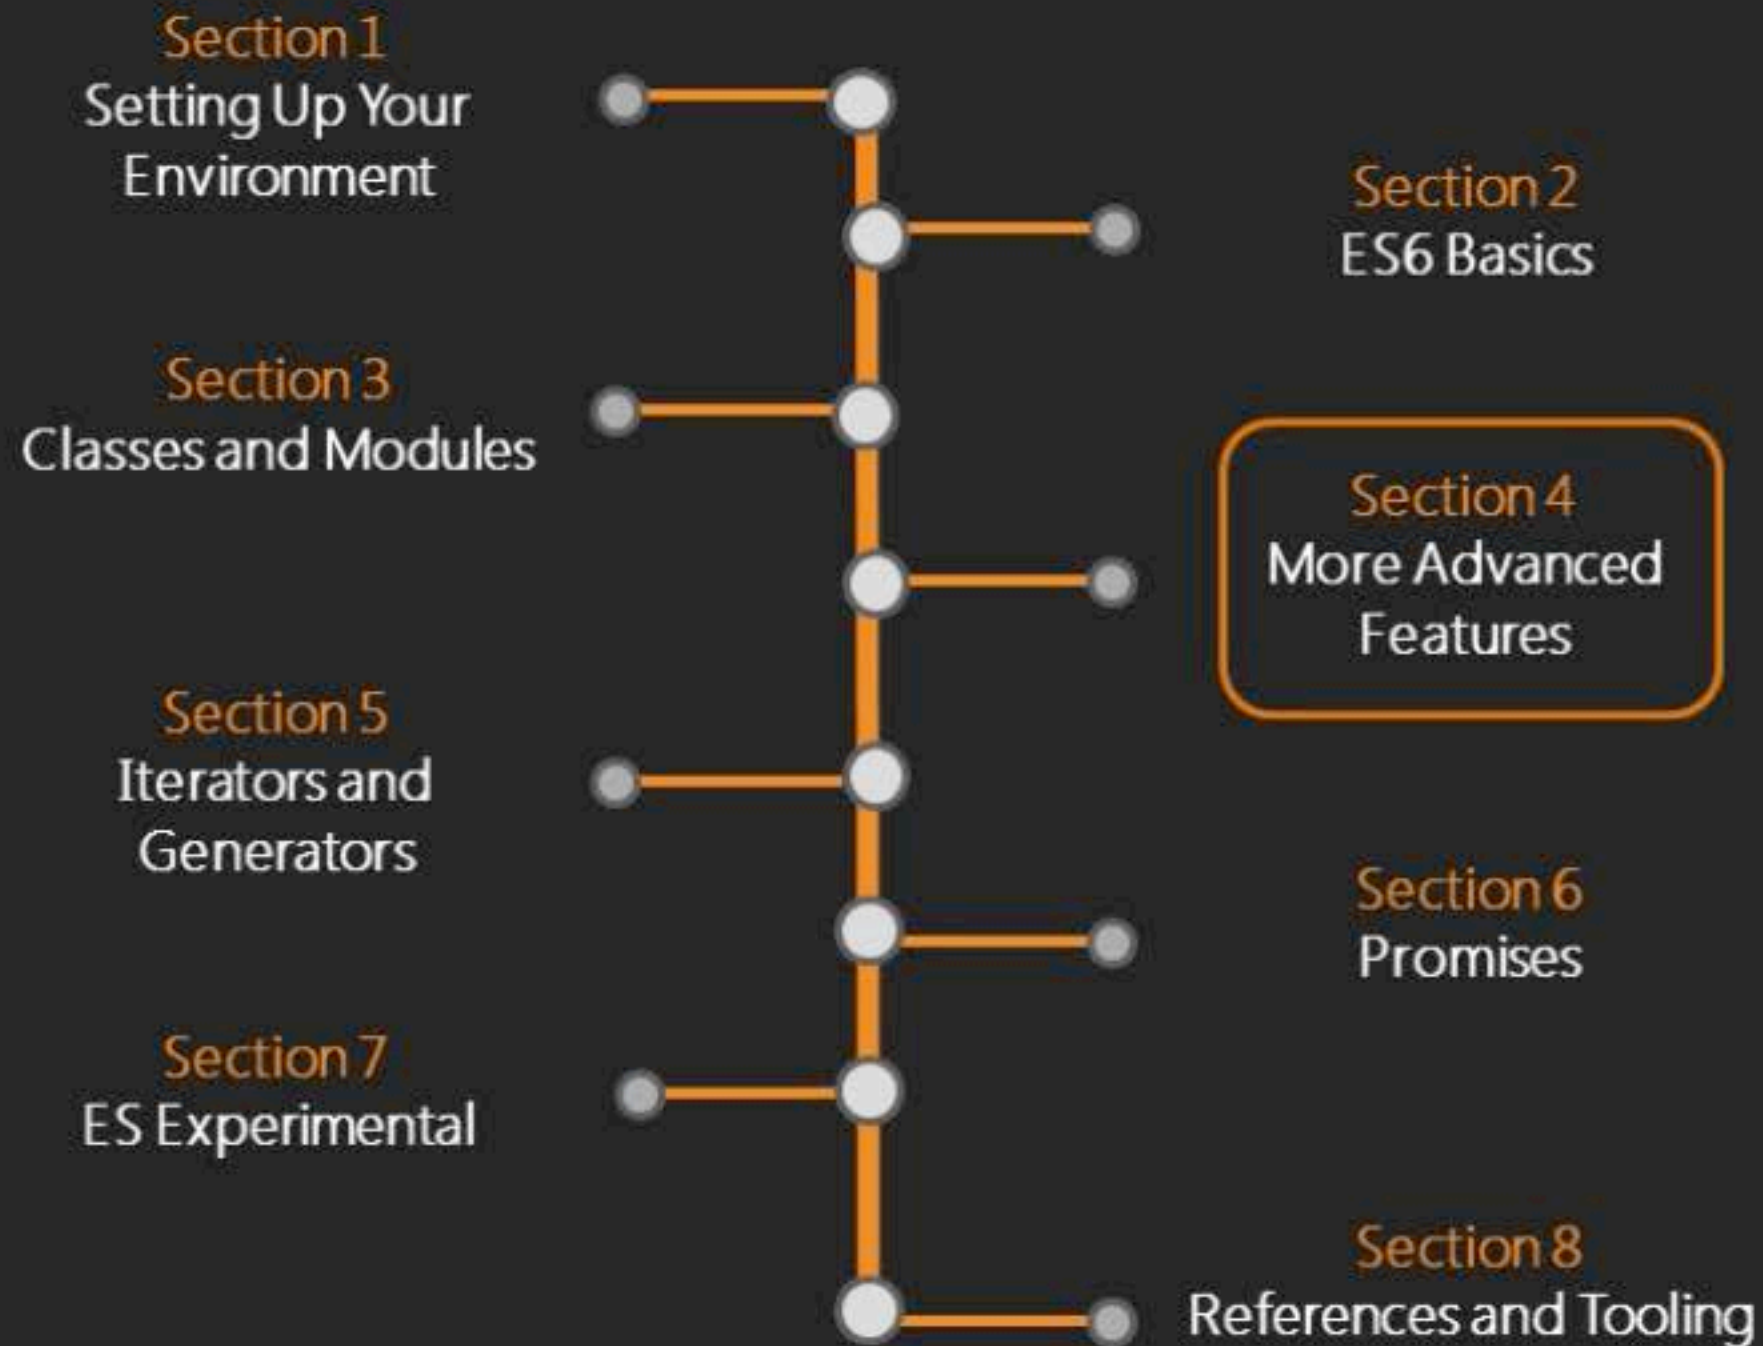 Section 1
Setting Up Your
Environment
Section 2
ES6 Basics
Section 3
Classes and Modules
Section 4
More Advanced
Features
Section 5
Iterators and
Generators
Section 6
Promises
Section 7
ES Experimental
Section 8
References and Tooling